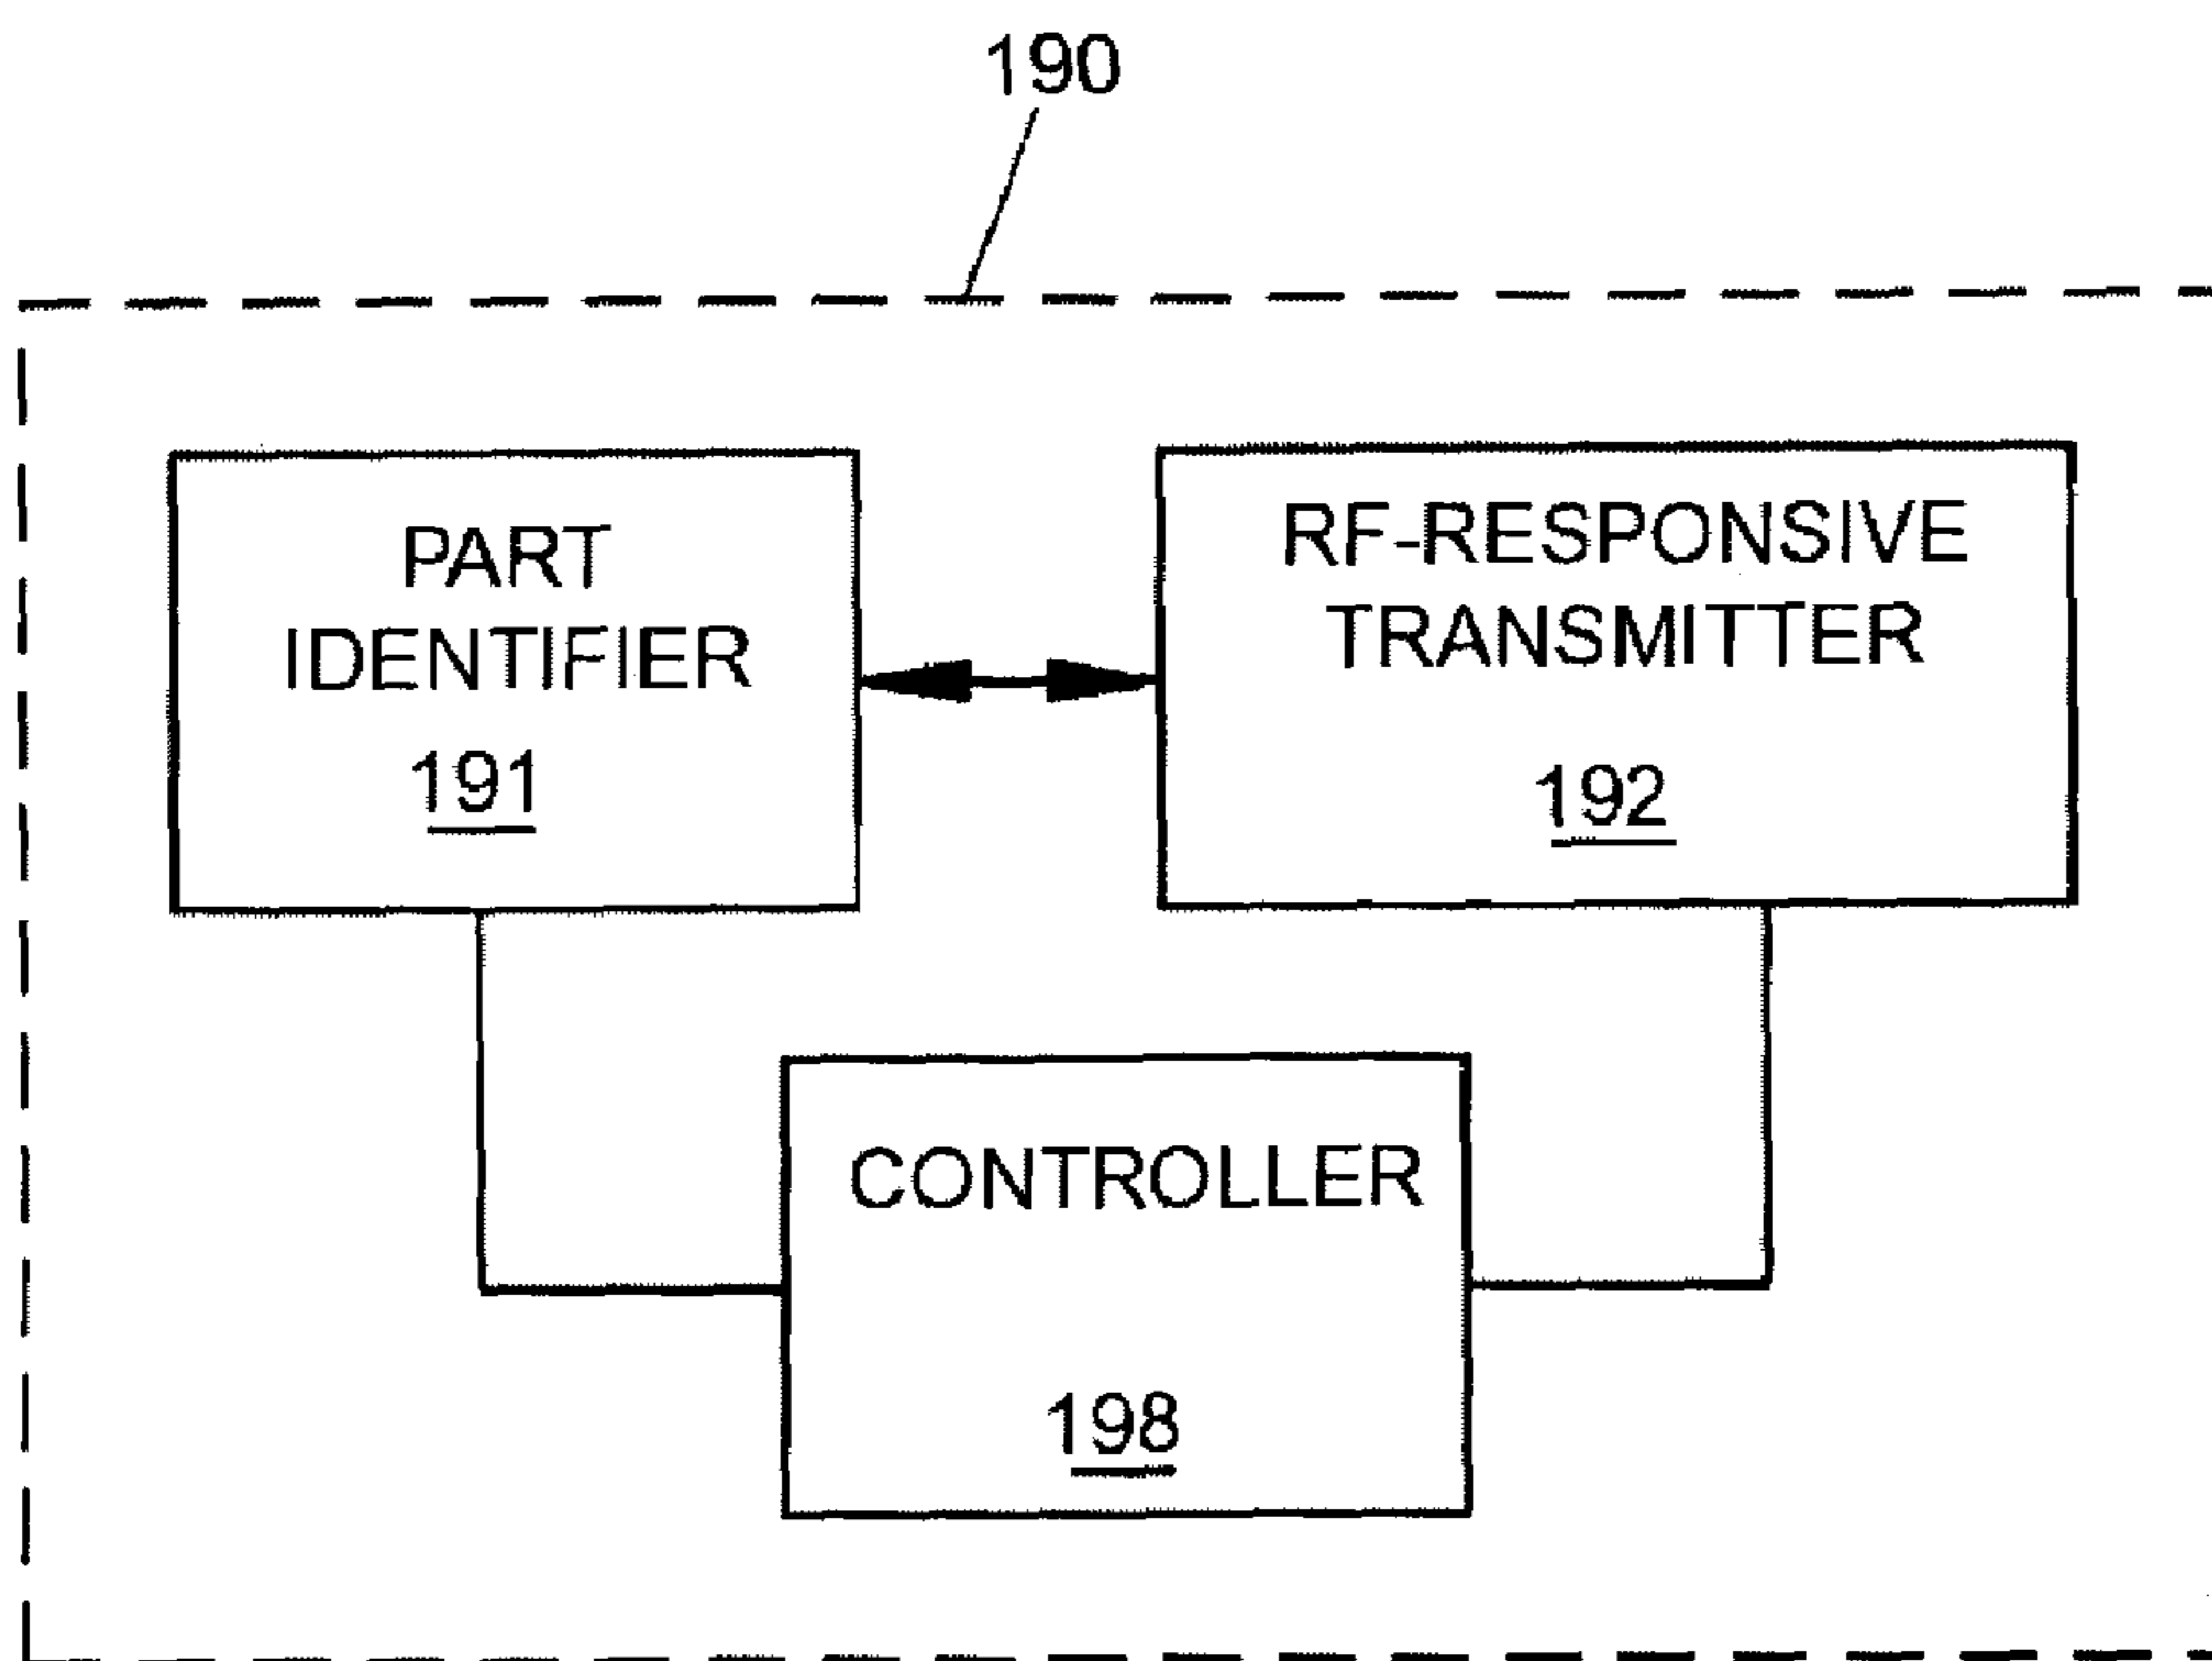 190
PART
IDENTIFIER
191
RF-RESPONSIVE
TRANSMITTER
192
CONTROLLER
198